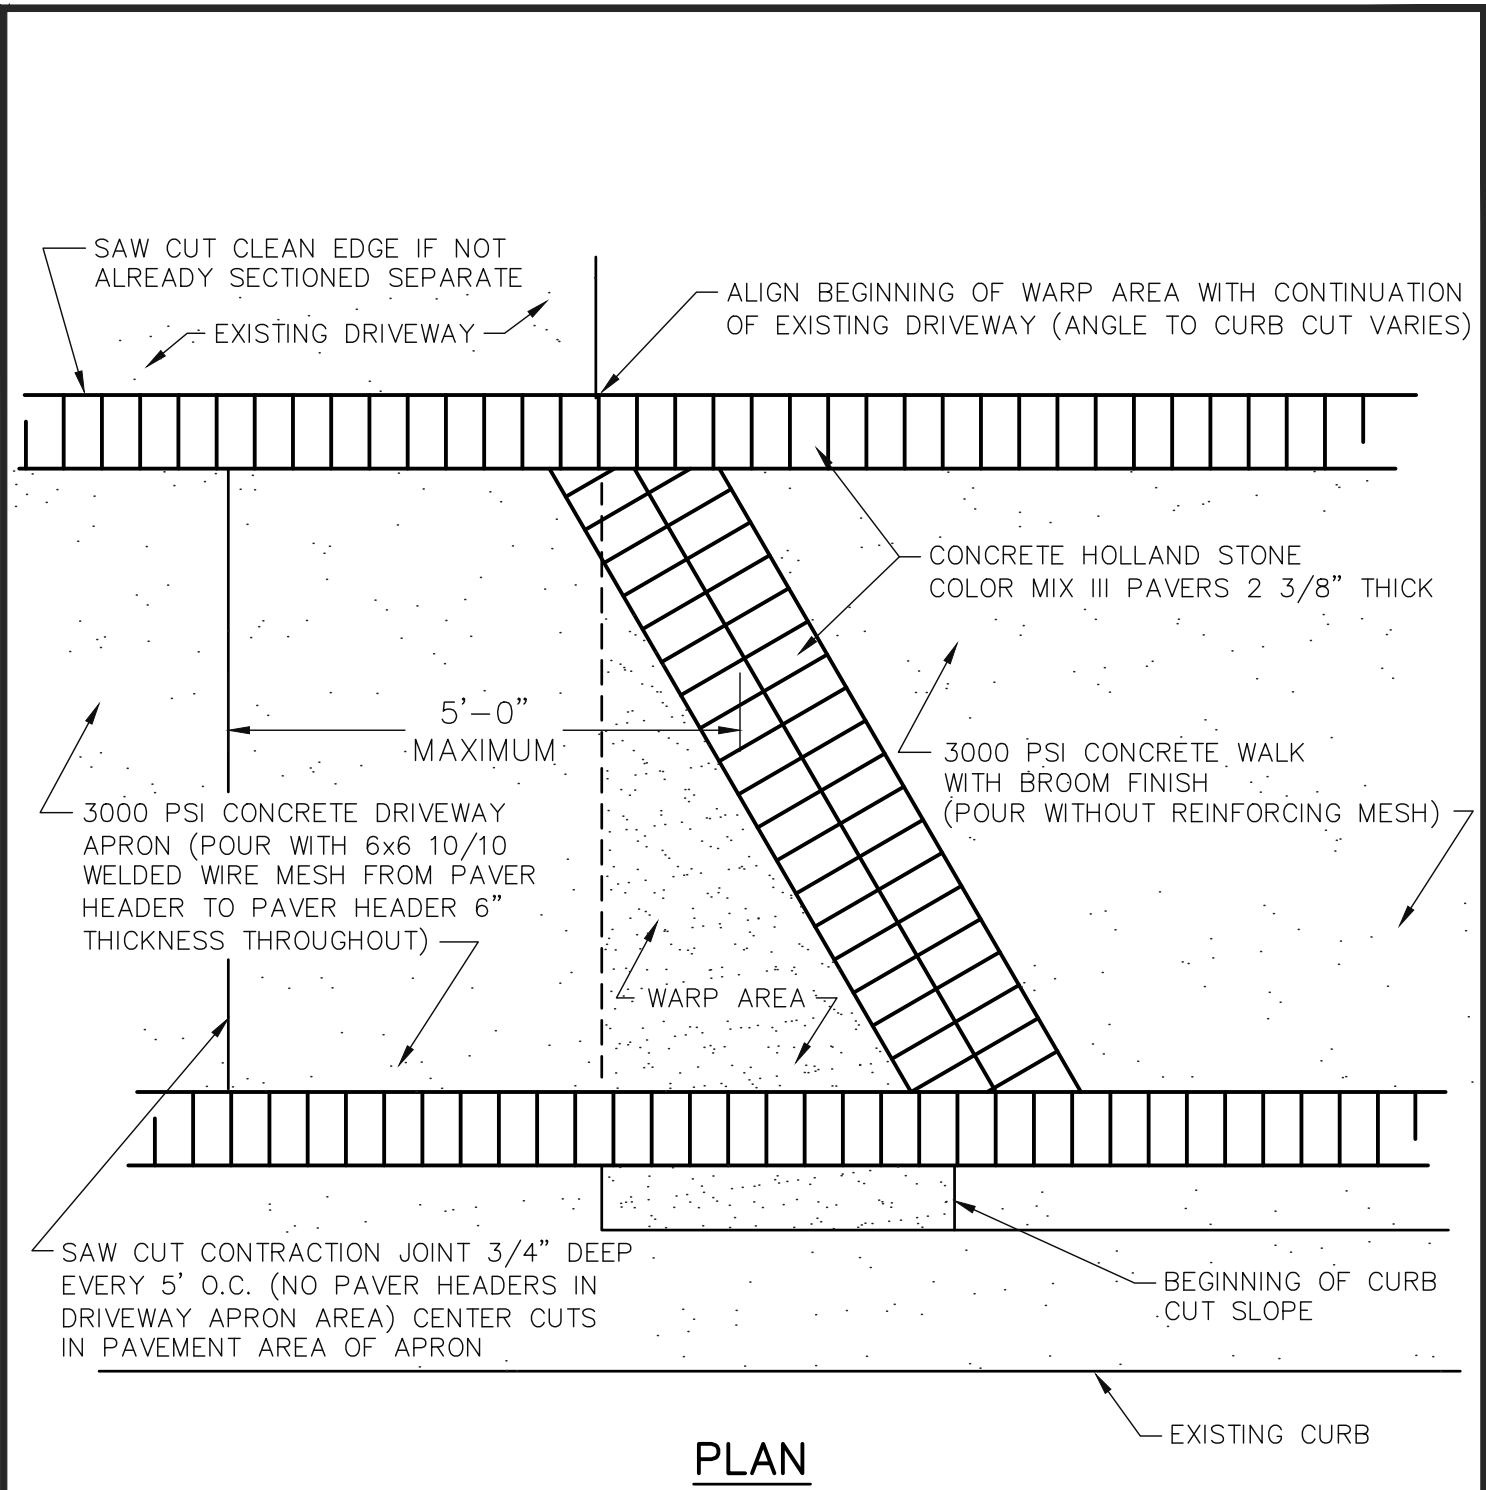 SAW CUT CLEAN EDGE IF NOT
ALREADY SECTIONED SEPARATE
EXISTING DRIVEWAY
ALIGN BEGINNING OF WARP AREA WITH CONTINUATION
OF EXISTING DRIVEWAY (ANGLE TO CURB CUT VARIES)
CONCRETE HOLLAND STONE
COLOR MIX III PAVERS 2 3/8" THICK
5'-0"
MAXIMUM
3000 PSI CONCRETE WALK
WITH BROOM FINISH
(POUR WITHOUT REINFORCING MESH)
3000 PSI CONCRETE DRIVEWAY
APRON (POUR WITH 6x6 10/10
WELDED WIRE MESH FROM PAVER
HEADER TO PAVER HEADER 6"
THICKNESS THROUGHOUT)
WARP AREA
SAW CUT CONTRACTION JOINT 3/4" DEEP
EVERY 5' O.C. (NO PAVER HEADERS IN
DRIVEWAY APRON AREA) CENTER CUTS
IN PAVEMENT AREA OF APRON
BEGINNING OF CURB
CUT SLOPE
EXISTING CURB
PLAN